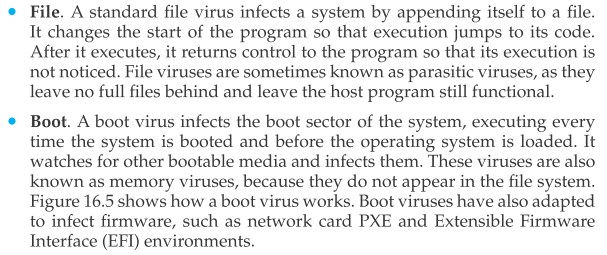 • File. A standard file virus infects a system by appending itself to a file.
It changes the start of the program so that execution jumps to its code.
After it executes, it returns control to the program so that its execution is
not noticed. File viruses are sometimes known as parasitic viruses, as they
leave no full files behind and leave the host program still functional.
• Boot. A boot virus infects the boot sector of the system, executing every
time the system is booted and before the operating system is loaded. It
watches for other bootable media and infects them. These viruses are also
known as memory viruses, because they do not appear in the file system.
Figure 16.5 shows how a boot virus works. Boot viruses have also adapted
to infect firmware, such as network card PXE and Extensible Firmware
Interface (EFI) environments.